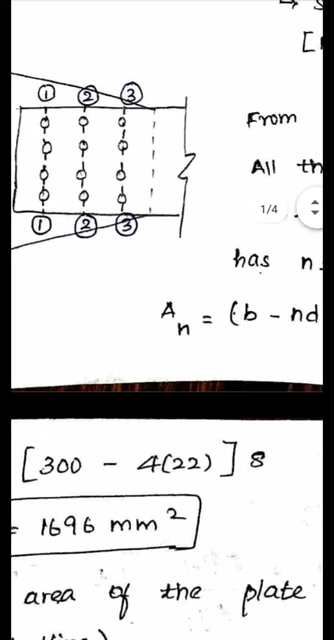 [
① ② ③
From
All th
1/4
① ② ③
has n
A n = (b - nd
[300 - 4(22)] 8
= 1696 mm²
area of the plate